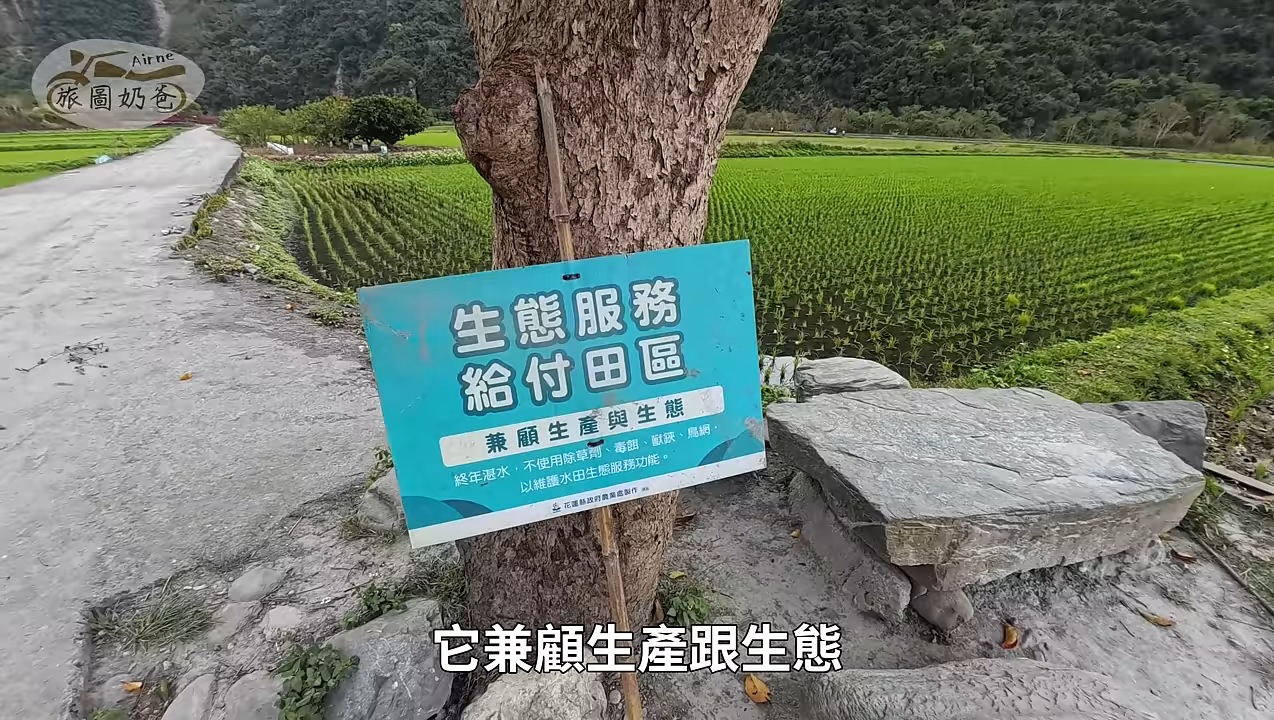 Airne
旅圖奶爸
生態服務
給付田區
兼顧生產與生態
終年湛水，不使用除草劑、毒餌、獸鋏、鳥網，
以維護水田生態服務功能。
花蓮縣政府農業處製作
它兼顧生產跟生態